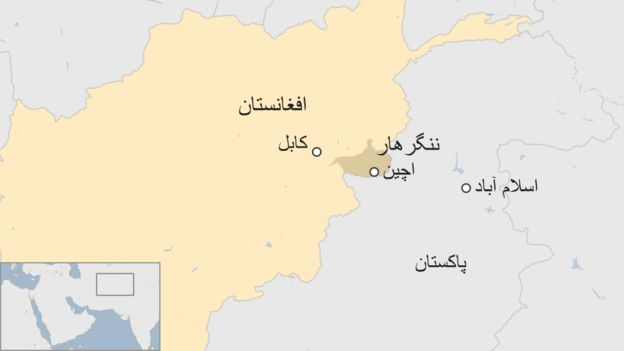 افغانستان
کابل
ننگرهار
اچین
اسلام آباد
پاکستان